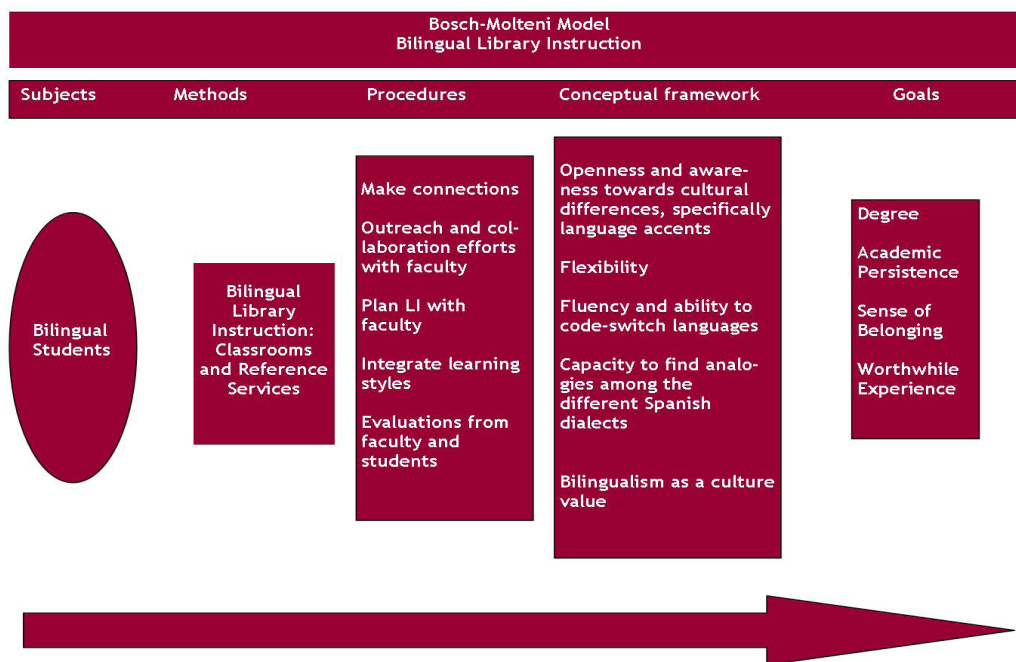 Bosch-Molteni Model
Bilingual Library Instruction
Subjects Methods Procedures Conceptual framework Goals
Bilingual
Students
Bilingual
Library
Instruction:
Classrooms
and Reference
Services
Make connections
Outreach and col-
laboration efforts
with faculty
Plan LI with
faculty
Integrate learning
styles
Evaluations from
faculty and
students
Openness and aware-
ness towards cultural
differences, specifically
language accents
Flexibility
Fluency and ability to
code-switch languages
Capacity to find analo-
gies among the
different Spanish
dialects
Bilingualism as a culture
value
Degree
Academic
Persistence
Sense of
Belonging
Worthwhile
Experience